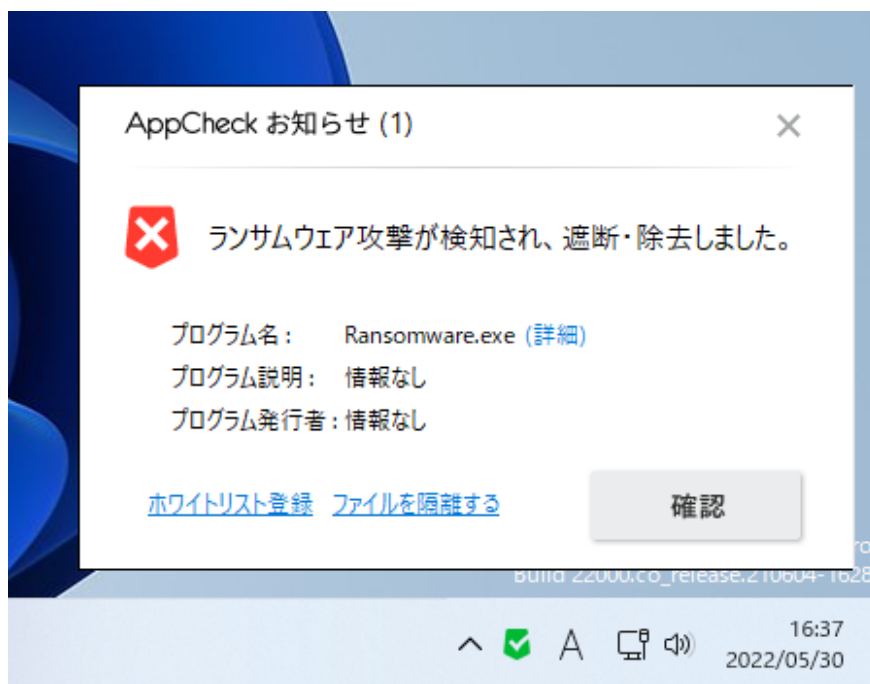 AppCheck お知らせ (1)
ランサムウェア攻撃が検知され、遮断・除去しました。
プログラム名 : Ransomware.exe (詳細)
プログラム説明 : 情報なし
プログラム発行者 : 情報なし
ホワイトリスト登録 ファイルを隔離する 確認
Build 22000.co_release.210604-1628
A 16:37
2022/05/30